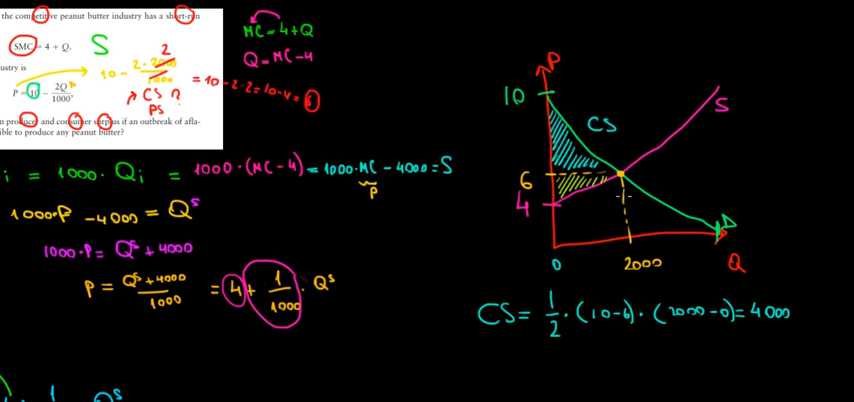 the competitive peanut butter industry has a short-run
SMC = 4 + Q. S
ustry is
P = 10 - 2Q^D/1000,
n producer and consumer surplus if an outbreak of afla-
ible to produce any peanut butter?
MC = 4 + Q
Q = MC - 4
2
10 - 2 · 2000/1000 = 10 - 2·2 = 10 - 4 = 6
CS ?
PS
i = 1000 · Qi = 1000 · (MC - 4) = 1000·MC - 4000 = S
P
1000·P - 4000 = Q^S
1000·P = Q^S + 4000
P = Q^S + 4000/1000 = 4 + 1/1000 · Q^S
P
10
CS
S
6
4
D
0 2000 Q
CS = 1/2 · (10-6) · (2000-0) = 4000
1 Q^S